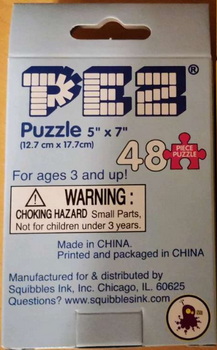 PEZ®
Puzzle 5" x 7"
(12.7 cm x 17.7cm)
48 PIECE PUZZLE
For ages 3 and up!
WARNING:
CHOKING HAZARD Small Parts,
Not for children under 3 years.
Made in CHINA.
Printed and packaged in CHINA.
Manufactured for & distributed by
Squibbles Ink, Inc. Chicago, IL. 60625
Questions? www.squibblesink.com